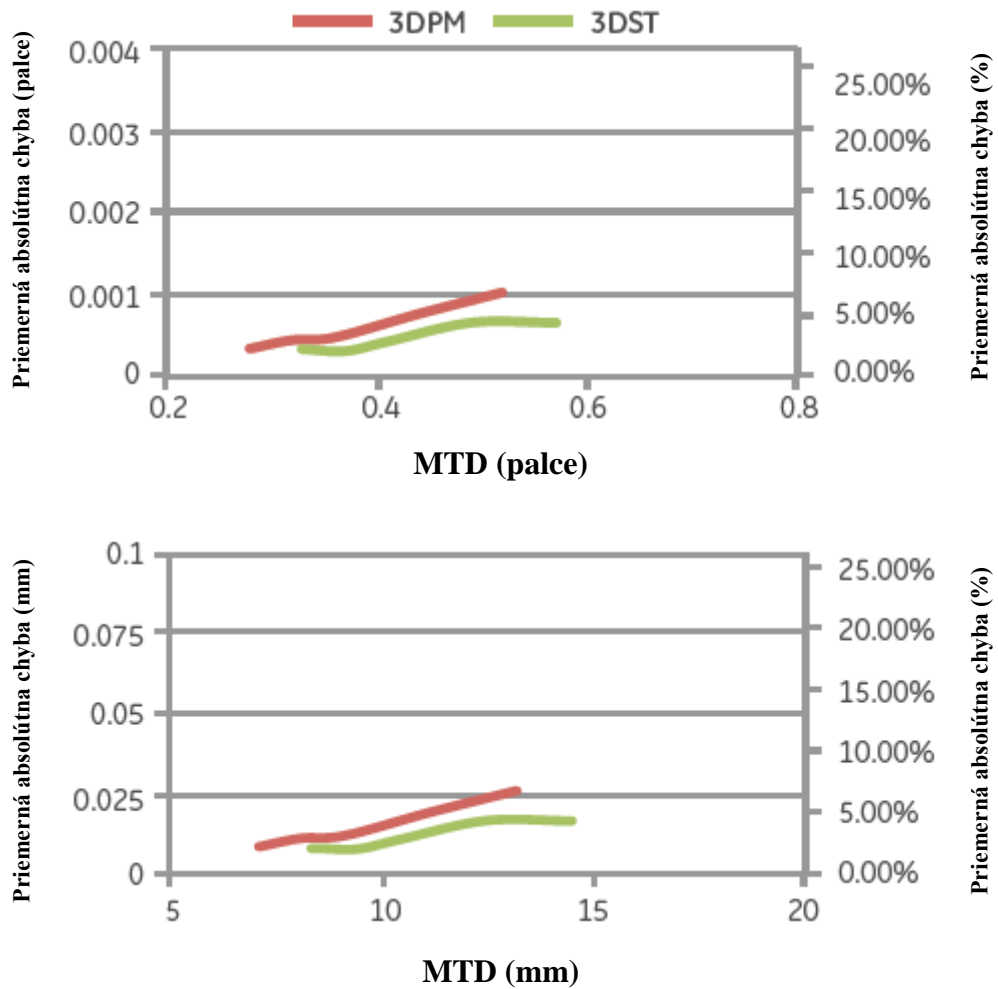 3DPM 3DST
Priemerná absolútna chyba (palce)
0.004
0.003
0.002
0.001
0
25.00%
20.00%
15.00%
10.00%
5.00%
0.00%
Priemerná absolútna chyba (%)
0.2 0.4 0.6 0.8
MTD (palce)
Priemerná absolútna chyba (mm)
0.1
0.075
0.05
0.025
0
25.00%
20.00%
15.00%
10.00%
5.00%
0.00%
Priemerná absolútna chyba (%)
5 10 15 20
MTD (mm)